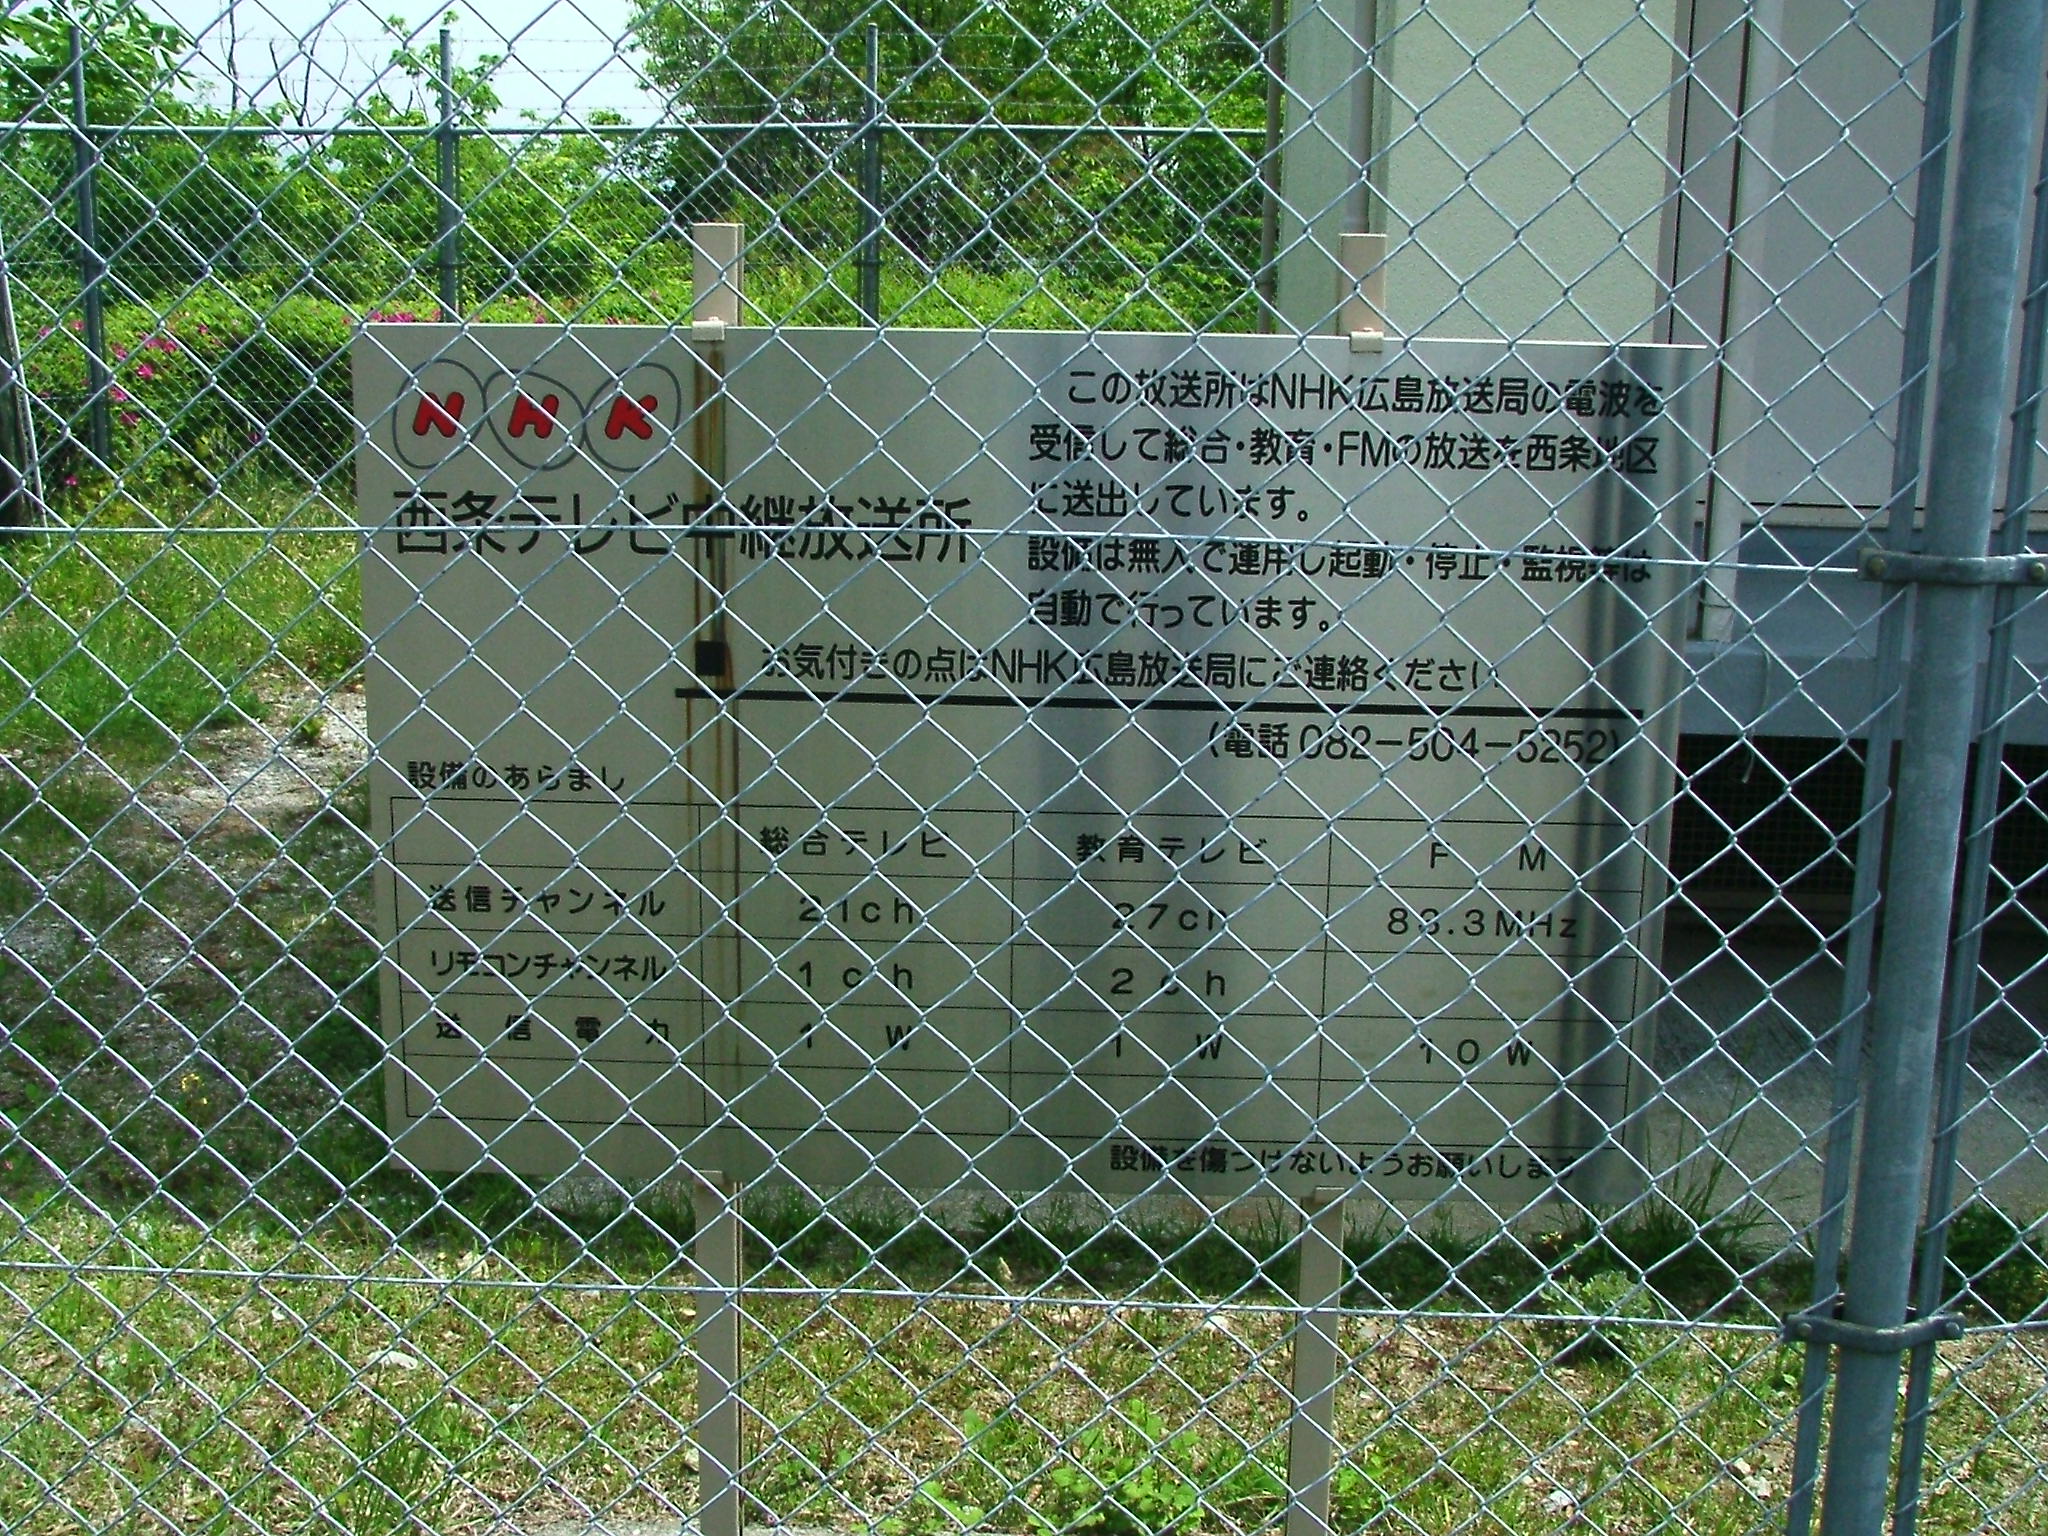 NHK
西条テレビ中継放送所
この放送所はNHK広島放送局の電波を
受信して総合・教育・FMの放送を西条地区
に送出しています。
設備は無人で運用し起動・停止・監視等は
自動で行っています。
お気付きの点はNHK広島放送局にご連絡ください
(電話 082-504-5252)
設備のあらまし
総合テレビ 教育テレビ F M
送信チャンネル 21ch 27ch
リモコンチャンネル 1ch 2ch
送信電力 1 W 1 W 10 W
設備を傷つけないようお願いします